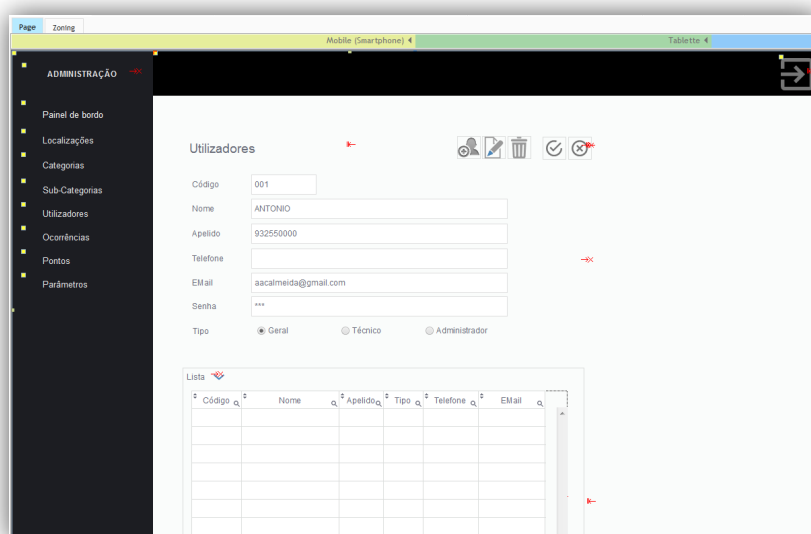 Page Zoning
Mobile (Smartphone) Tablette
ADMINISTRAÇÃO
Painel de bordo
Localizações
Categorias
Sub-Categorias
Utilizadores
Ocorrências
Pontos
Parâmetros
Utilizadores
Código 001
Nome ANTONIO
Apelido 932550000
Telefone
EMail aacalmeida@gmail.com
Senha ***
Tipo Geral Técnico Administrador
Lista
Código Nome Apelido Tipo Telefone EMail